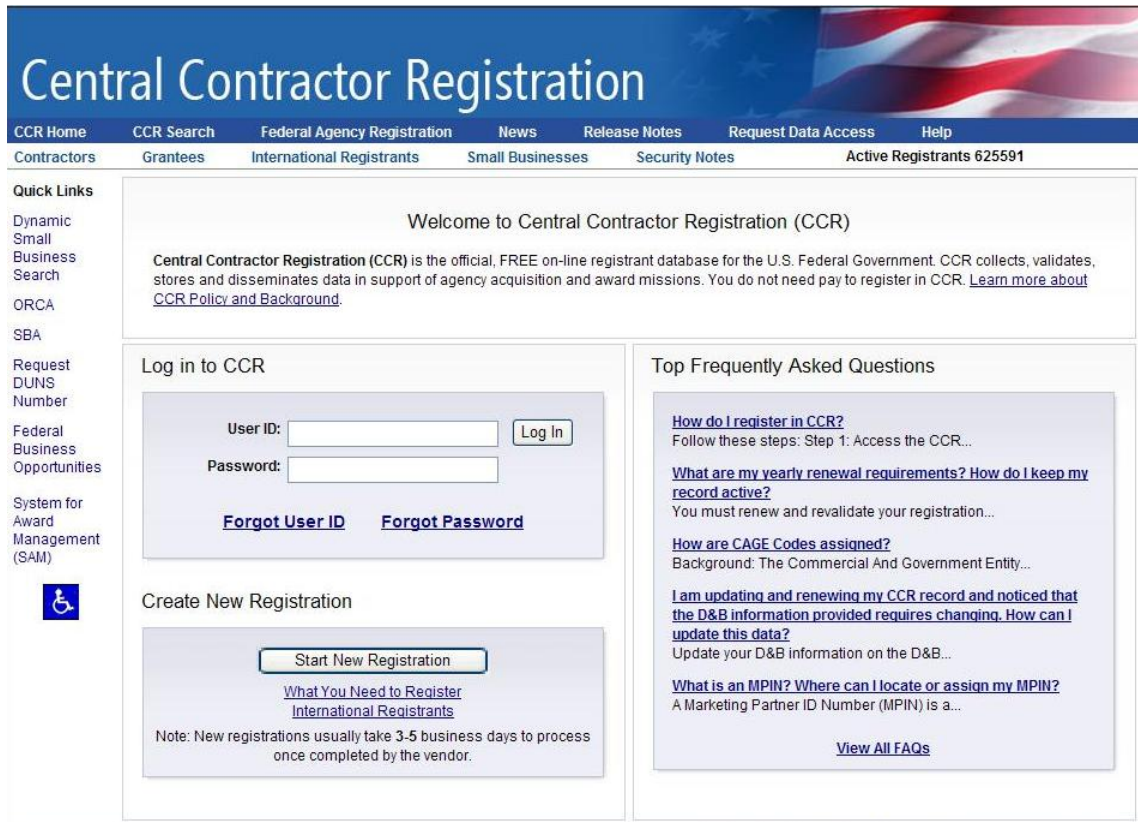 Central Contractor Registration
CCR Home CCR Search Federal Agency Registration News Release Notes Request Data Access Help
Contractors Grantees International Registrants Small Businesses Security Notes Active Registrants 625591
Quick Links
Dynamic
Small
Business
Search
ORCA
SBA
Request
DUNS
Number
Federal
Business
Opportunities
System for
Award
Management
(SAM)
Welcome to Central Contractor Registration (CCR)
Central Contractor Registration (CCR) is the official, FREE on-line registrant database for the U.S. Federal Government. CCR collects, validates,
stores and disseminates data in support of agency acquisition and award missions. You do not need pay to register in CCR. Learn more about
CCR Policy and Background.
Log in to CCR
User ID:
Log In
Password:
Forgot User ID Forgot Password
Create New Registration
Start New Registration
What You Need to Register
International Registrants
Note: New registrations usually take 3-5 business days to process
once completed by the vendor.
Top Frequently Asked Questions
How do I register in CCR?
Follow these steps: Step 1: Access the CCR...
What are my yearly renewal requirements? How do I keep my
record active?
You must renew and revalidate your registration...
How are CAGE Codes assigned?
Background: The Commercial And Government Entity...
I am updating and renewing my CCR record and noticed that
the D&B information provided requires changing. How can I
update this data?
Update your D&B information on the D&B...
What is an MPIN? Where can I locate or assign my MPIN?
A Marketing Partner ID Number (MPIN) is a...
View All FAQs